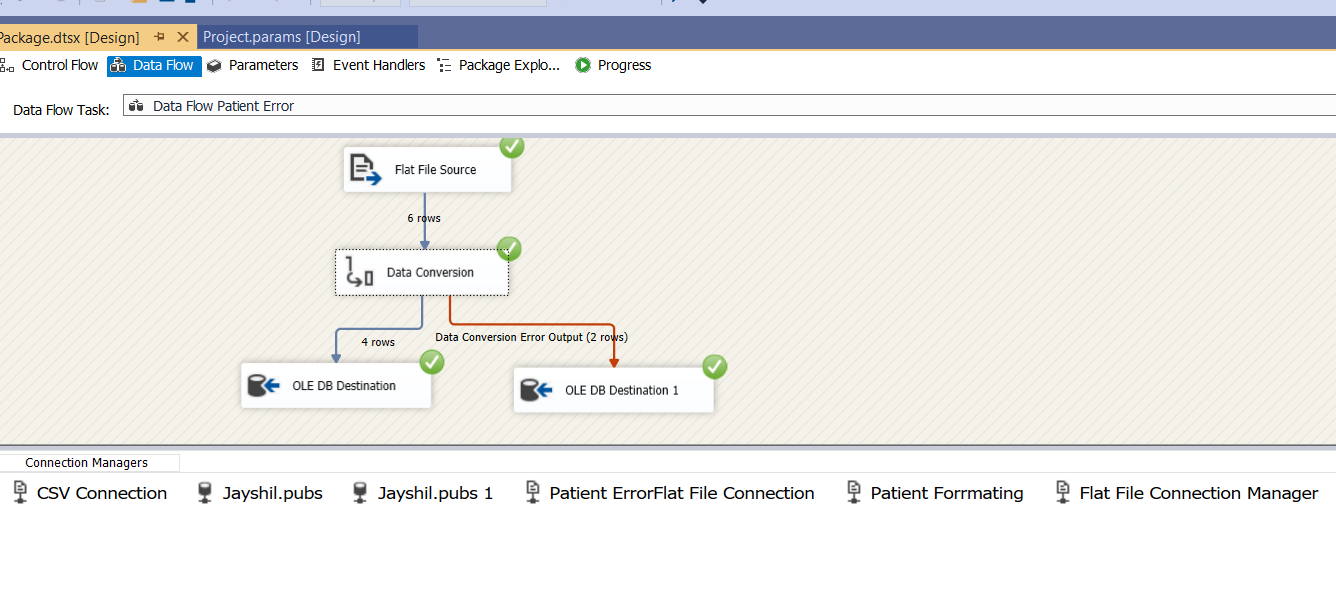 Package.dtsx [Design] Project.params [Design]
Control Flow Data Flow Parameters Event Handlers Package Explo... Progress
Data Flow Task: Data Flow Patient Error
Flat File Source
6 rows
Data Conversion
4 rows Data Conversion Error Output (2 rows)
OLE DB Destination OLE DB Destination 1
Connection Managers
CSV Connection Jayshil.pubs Jayshil.pubs 1 Patient ErrorFlat File Connection Patient Forrmating Flat File Connection Manager